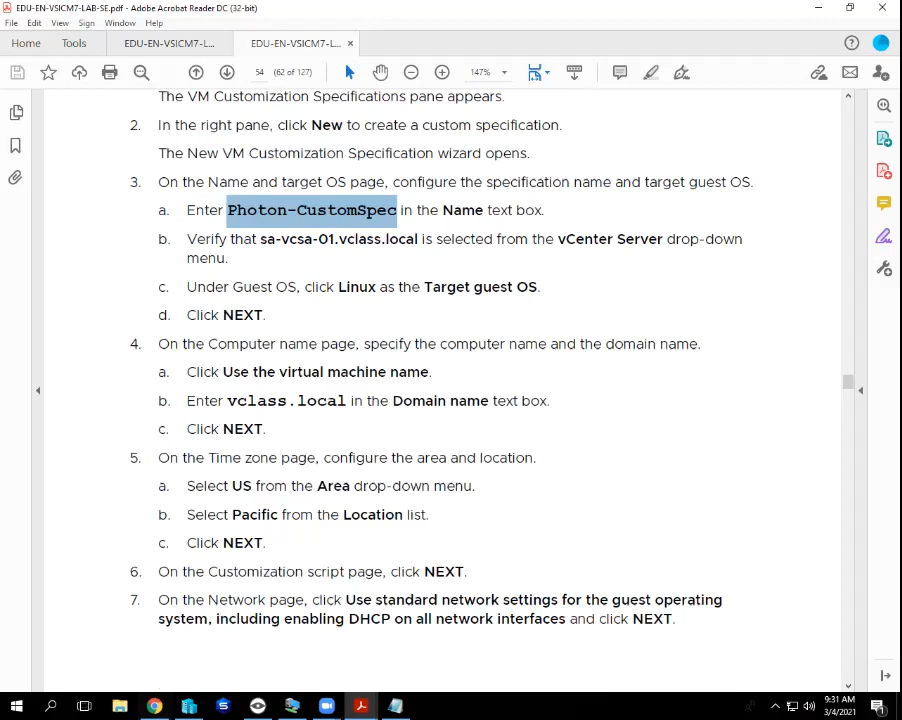 EDU-EN-VSICM7-LAB-SE.pdf - Adobe Acrobat Reader DC (32-bit)
File Edit View Sign Window Help
Home Tools EDU-EN-VSICM7-L... EDU-EN-VSICM7-L... ×
54 (62 of 127) 147%
The VM Customization Specifications pane appears.
2. In the right pane, click New to create a custom specification.
The New VM Customization Specification wizard opens.
3. On the Name and target OS page, configure the specification name and target guest OS.
a. Enter Photon-CustomSpec in the Name text box.
b. Verify that sa-vcsa-01.vclass.local is selected from the vCenter Server drop-down
menu.
c. Under Guest OS, click Linux as the Target guest OS.
d. Click NEXT.
4. On the Computer name page, specify the computer name and the domain name.
a. Click Use the virtual machine name.
b. Enter vclass.local in the Domain name text box.
c. Click NEXT.
5. On the Time zone page, configure the area and location.
a. Select US from the Area drop-down menu.
b. Select Pacific from the Location list.
c. Click NEXT.
6. On the Customization script page, click NEXT.
7. On the Network page, click Use standard network settings for the guest operating
system, including enabling DHCP on all network interfaces and click NEXT.
9:31 AM
3/4/2021
1